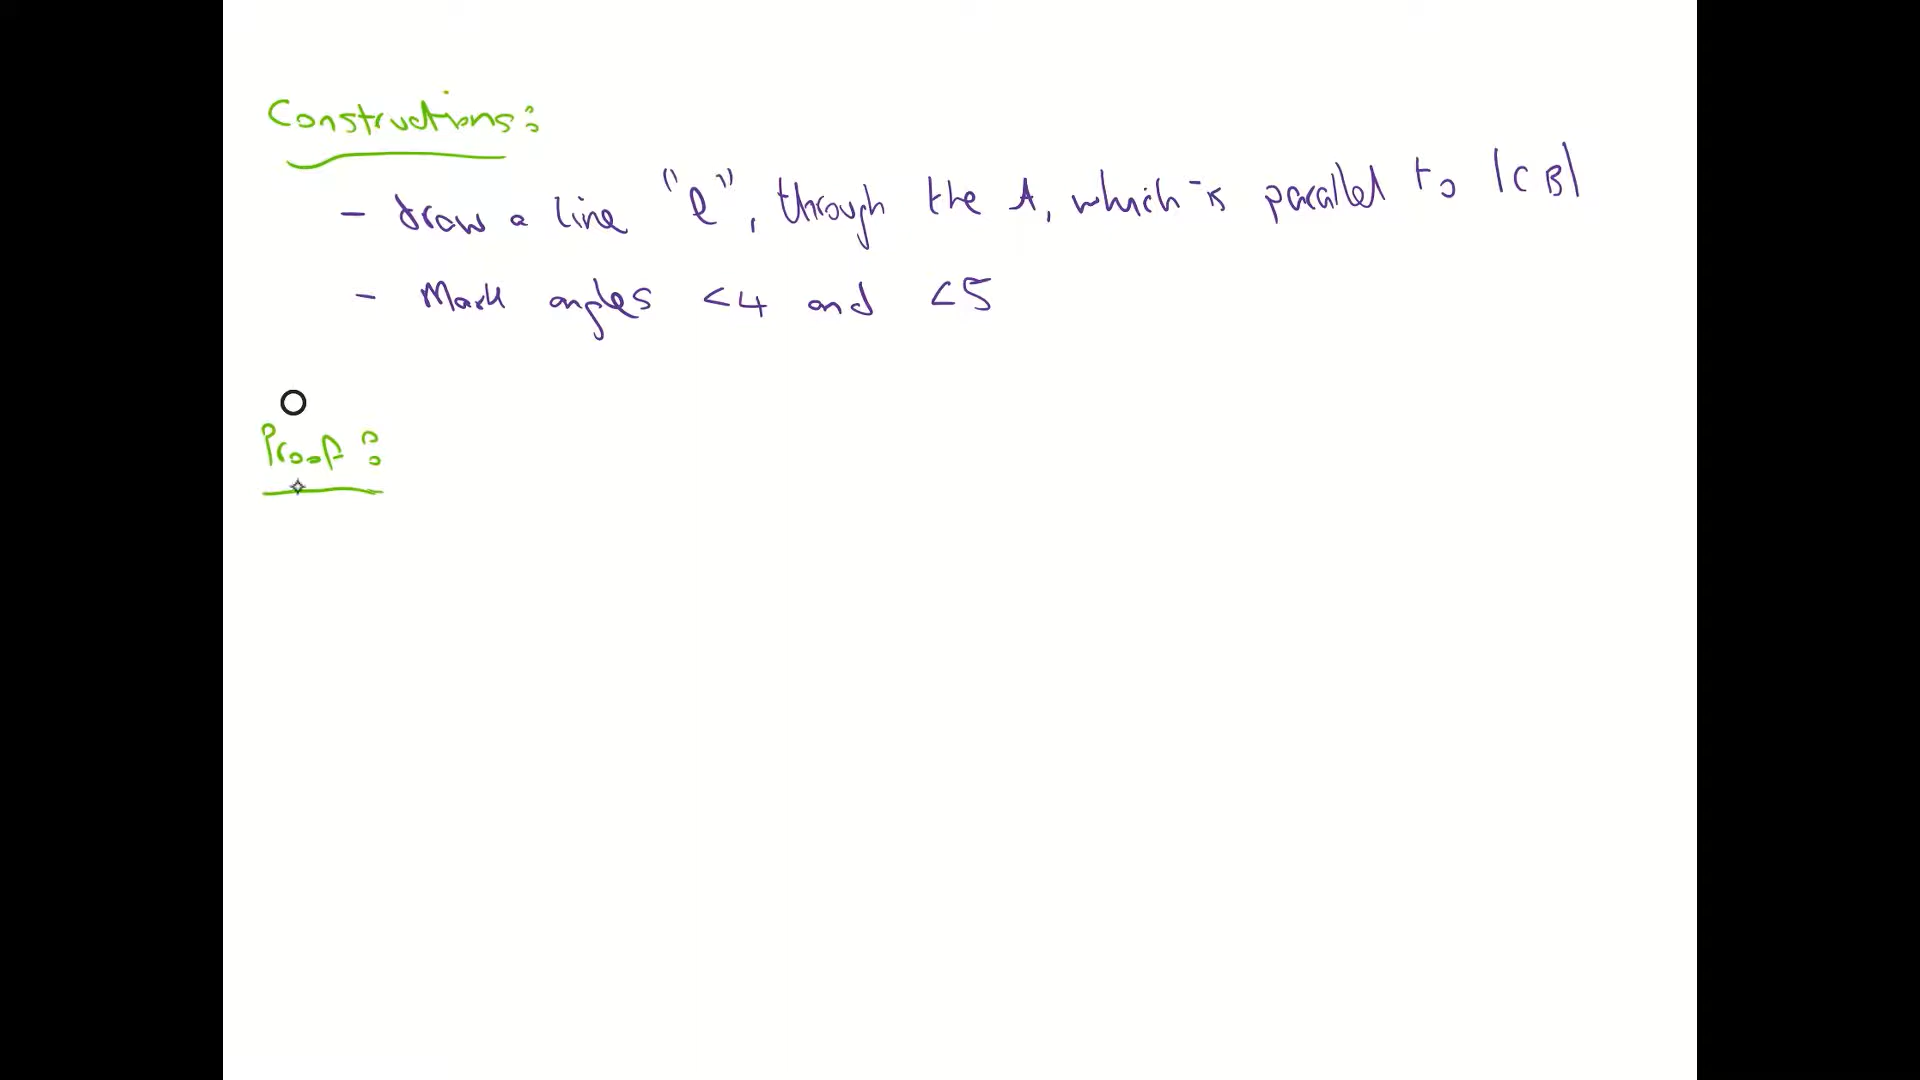 Constructions:
- draw a line "l", through the A, which is parallel to |CB|
- Mark angles <4 and <5
Proof: